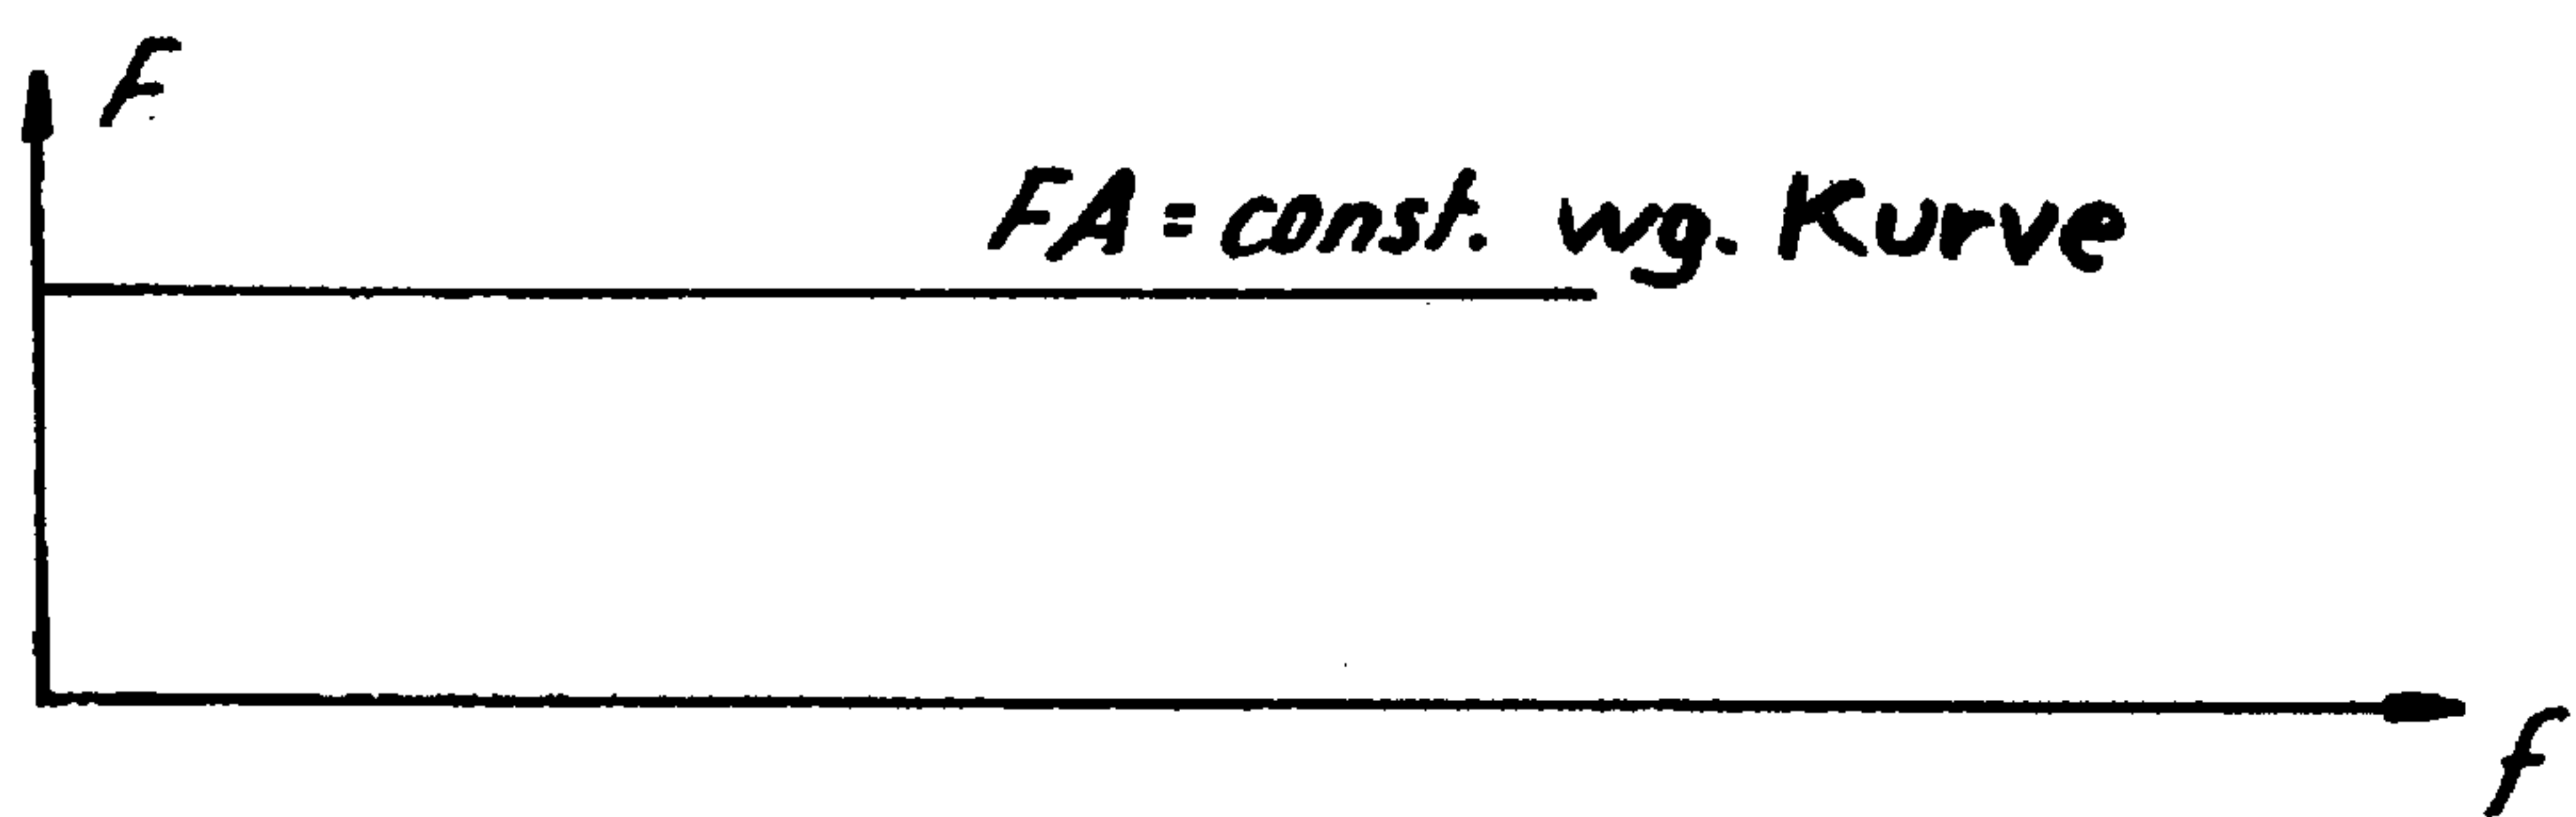 F
FA = const. wg. Kurve
f